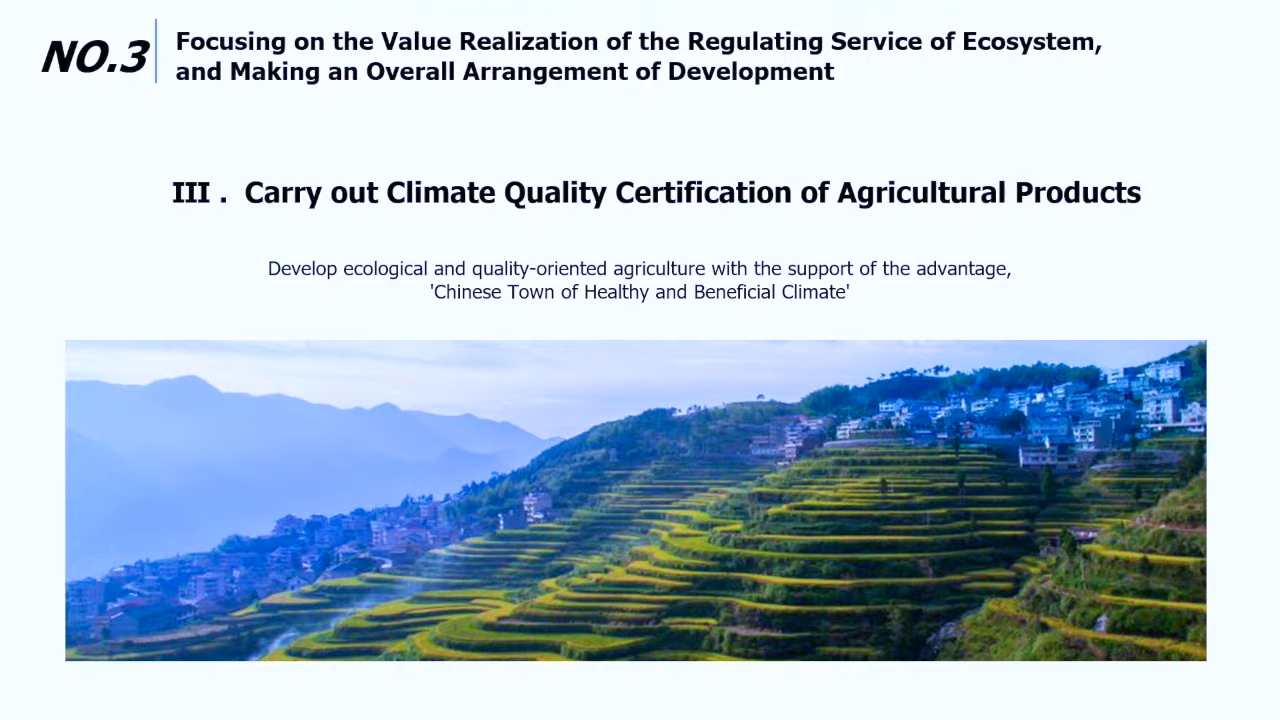 NO.3
Focusing on the Value Realization of the Regulating Service of Ecosystem,
and Making an Overall Arrangement of Development
III . Carry out Climate Quality Certification of Agricultural Products
Develop ecological and quality-oriented agriculture with the support of the advantage,
'Chinese Town of Healthy and Beneficial Climate'